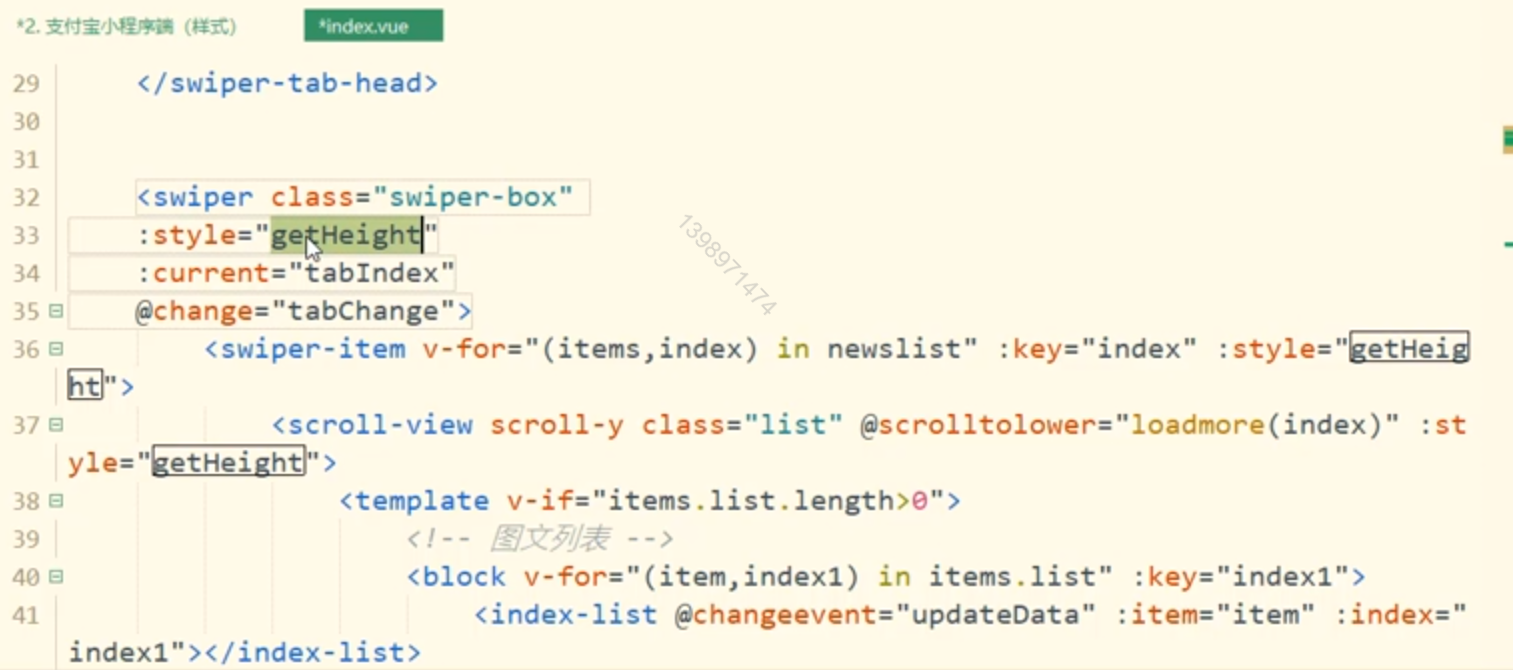 *2. 支付宝小程序端（样式）
*index.vue
29 </swiper-tab-head>
30
31
32 <swiper class="swiper-box"
33 :style="getHeight"
34 :current="tabIndex"
35 @change="tabChange">
36 <swiper-item v-for="(items,index) in newslist" :key="index" :style="getHeig
ht">
37 <scroll-view scroll-y class="list" @scrolltolower="loadmore(index)" :st
yle="getHeight">
38 <template v-if="items.list.length>0">
39 <!-- 图文列表 -->
40 <block v-for="(item,index1) in items.list" :key="index1">
41 <index-list @changeevent="updateData" :item="item" :index="
index1"></index-list>
1398971474